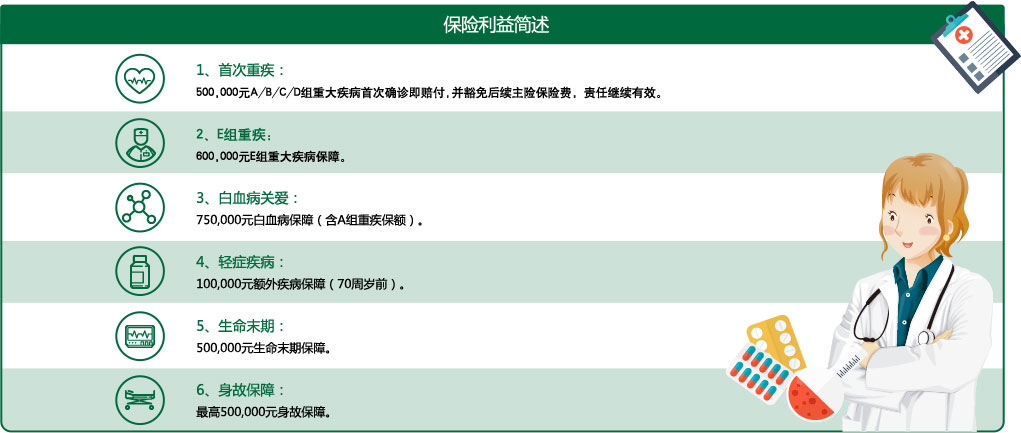 保险利益简述
1、首次重疾：
500,000元A/B/C/D组重大疾病首次确诊即赔付，并豁免后续主险保险费，责任继续有效。
2、E组重疾：
600,000元E组重大疾病保障。
3、白血病关爱：
750,000元白血病保障（含A组重疾保额）。
4、轻症疾病：
100,000元额外疾病保障（70周岁前）。
5、生命末期：
500,000元生命末期保障。
6、身故保障：
最高500,000元身故保障。